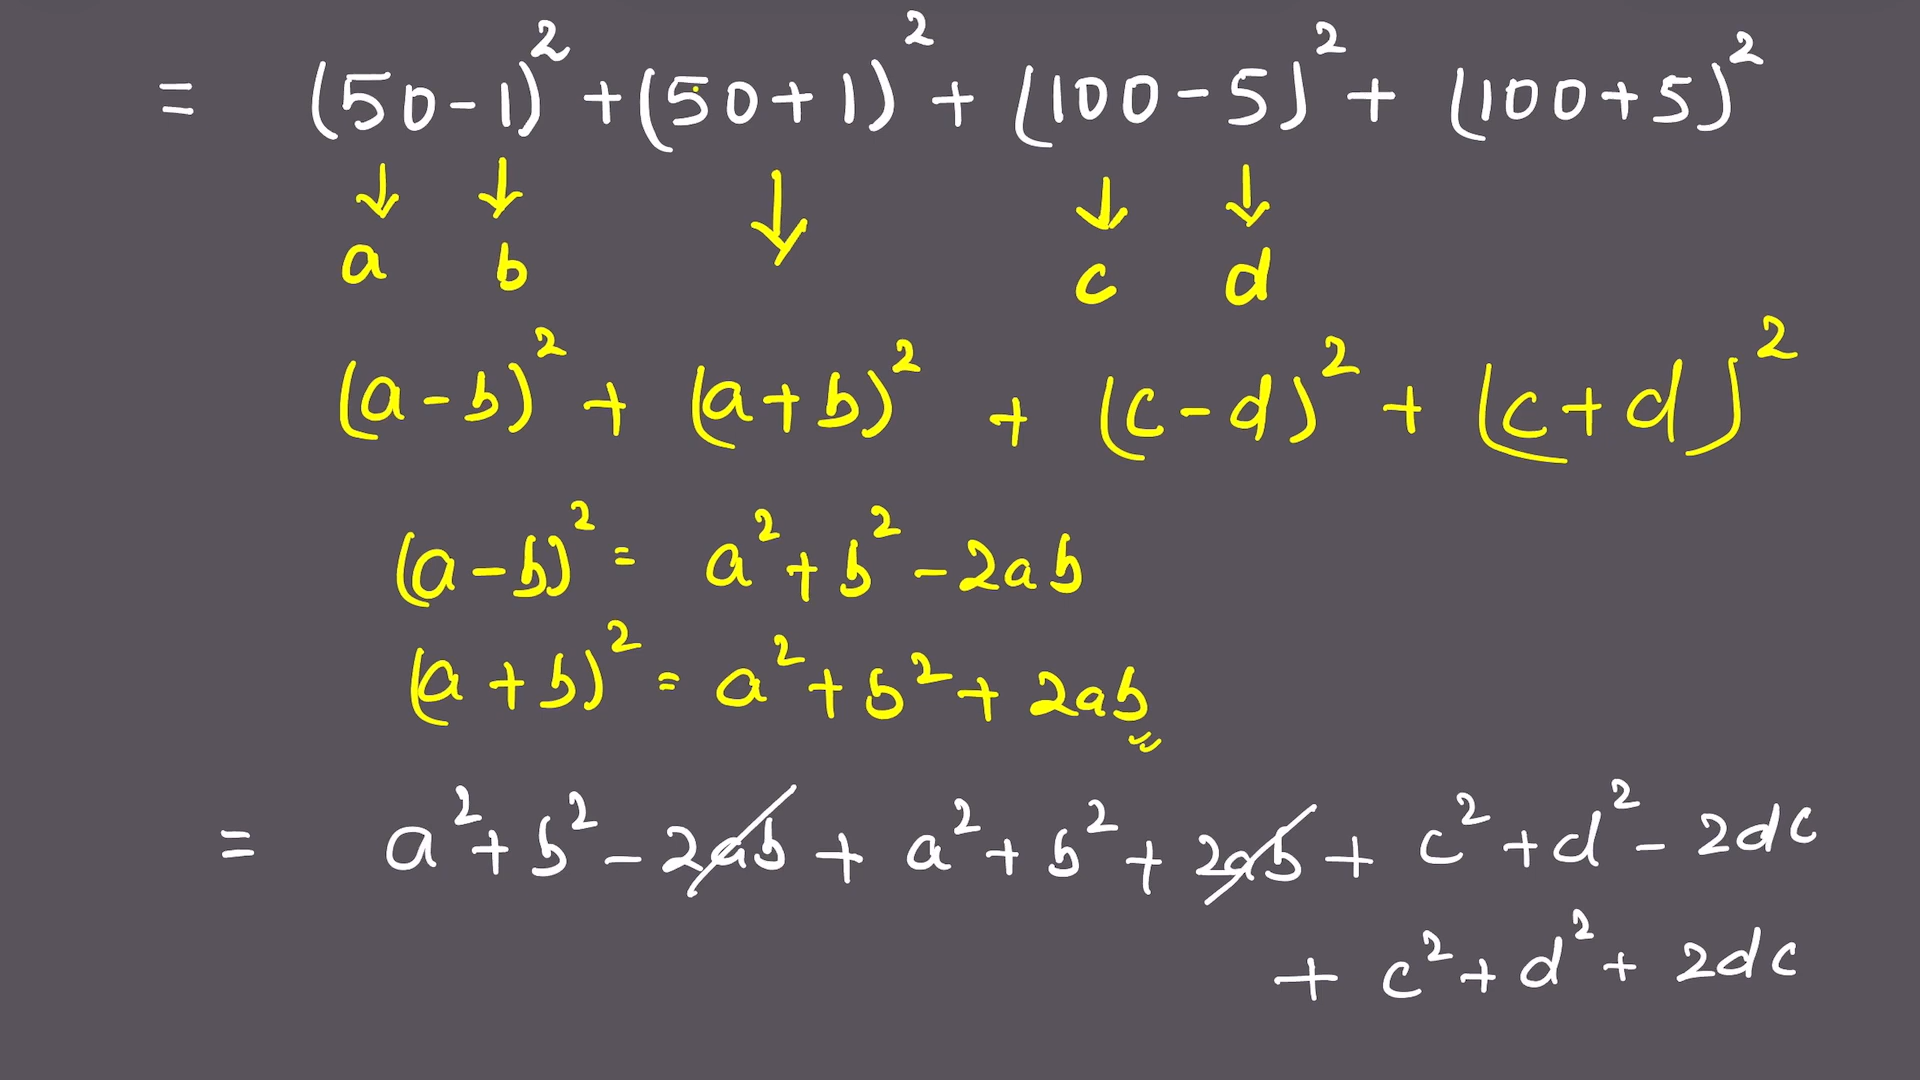 = (50-1)² + (50+1)² + (100-5)² + (100+5)²
a b c d
(a-b)² + (a+b)² + (c-d)² + (c+d)²
(a-b)² = a² + b² - 2ab
(a+b)² = a² + b² + 2ab
= a² + b² - 2ab + a² + b² + 2ab + c² + d² - 2dc
+ c² + d² + 2dc